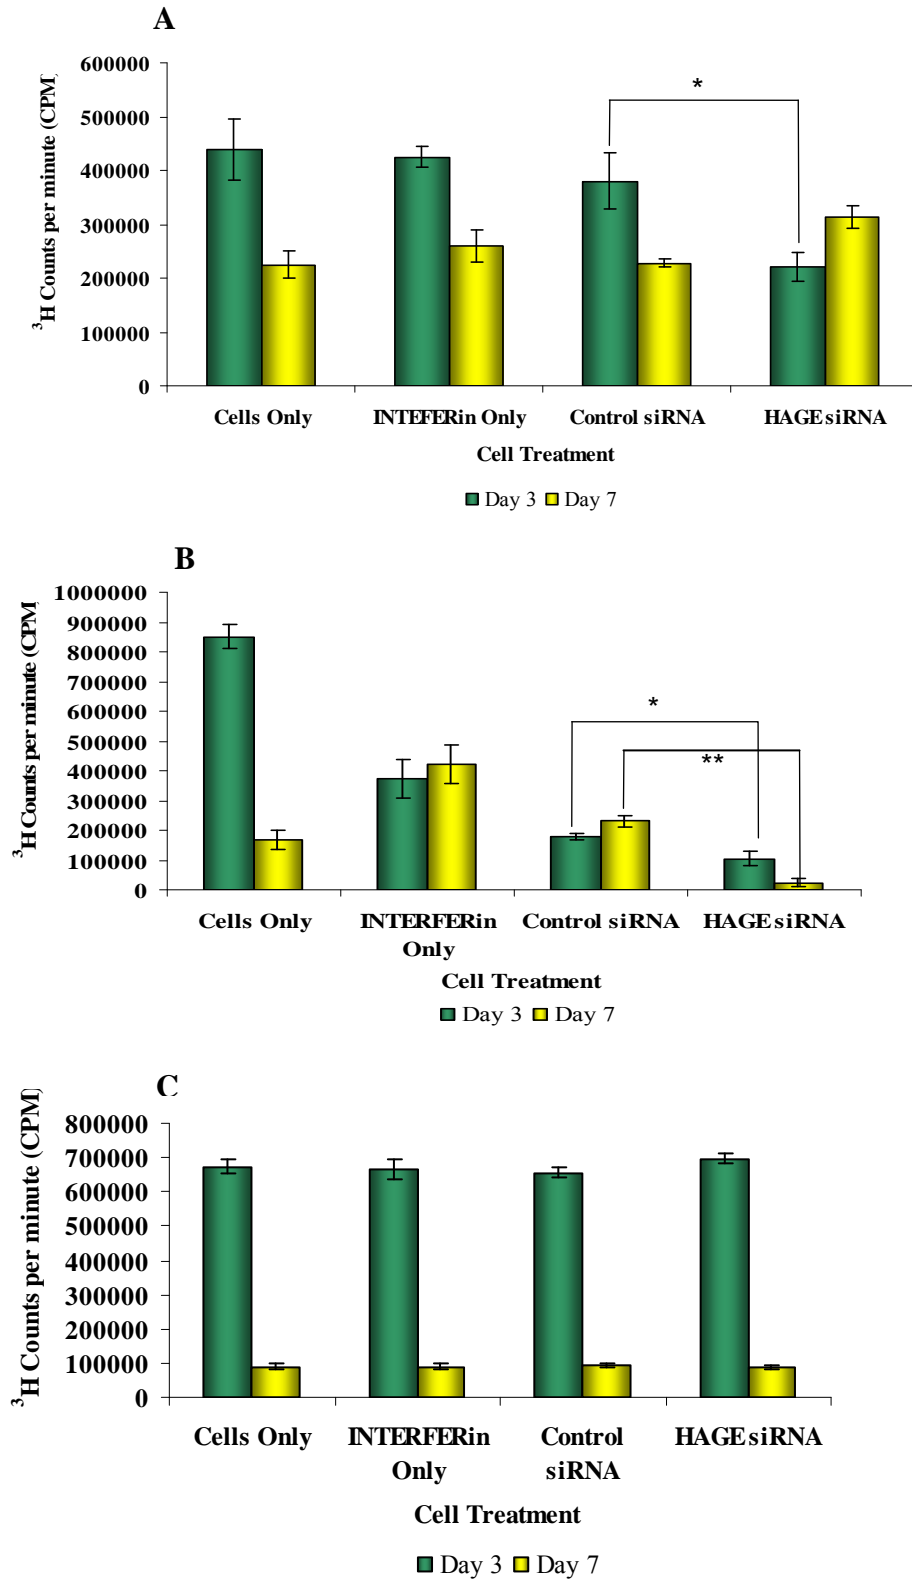 A
600000
500000
400000
300000
200000
100000
0
³H Counts per minute (CPM)
*
Cells Only INTEFERin Only Control siRNA HAGE siRNA
Cell Treatment
Day 3 Day 7
B
1000000
900000
800000
700000
600000
500000
400000
300000
200000
100000
0
³H Counts per minute (CPM)
*
**
Cells Only INTERFERin Control siRNA HAGE siRNA
Only
Cell Treatment
Day 3 Day 7
C
800000
700000
600000
500000
400000
300000
200000
100000
0
³H Counts per minute (CPM)
Cells Only INTERFERin Control HAGE siRNA
Only siRNA
Cell Treatment
Day 3 Day 7